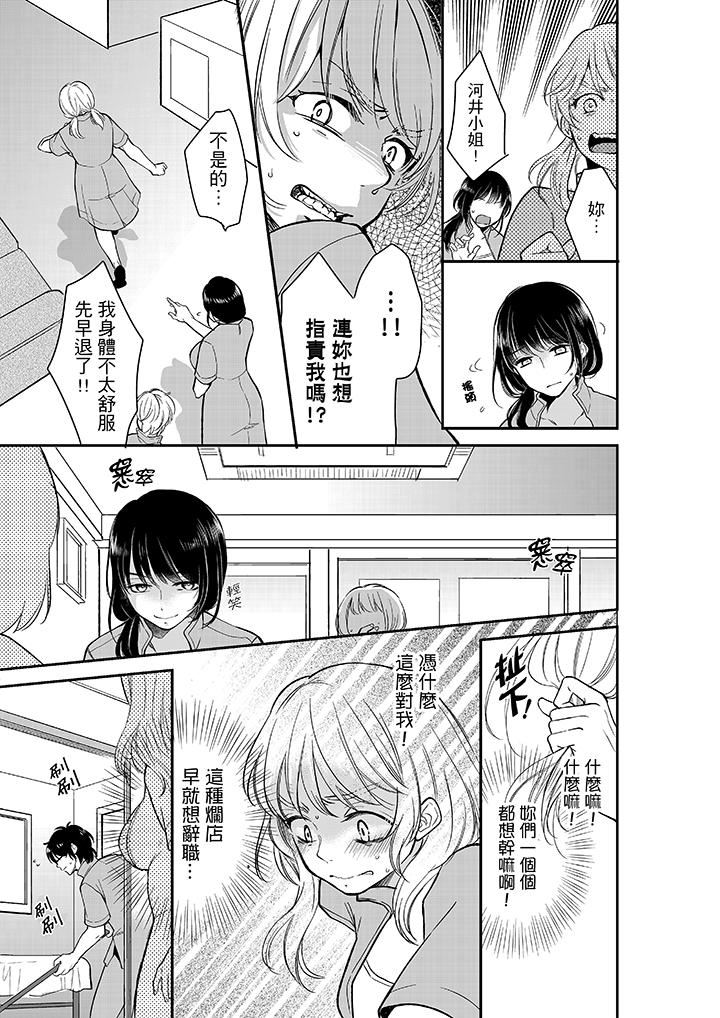 妳…
河井小姐！
搖頭
…!!
連妳也想
指責我嗎!?
不是的…
我身體不太舒服
先早退了!!
窸窣
窸窣
輕笑
扯下！
什麼嘛！
什麼嘛！
妳們一個個
都想幹嘛啊！
憑什麼
這麼對我！
這種爛店
早就想辭職…
刷
刷
刷
刷